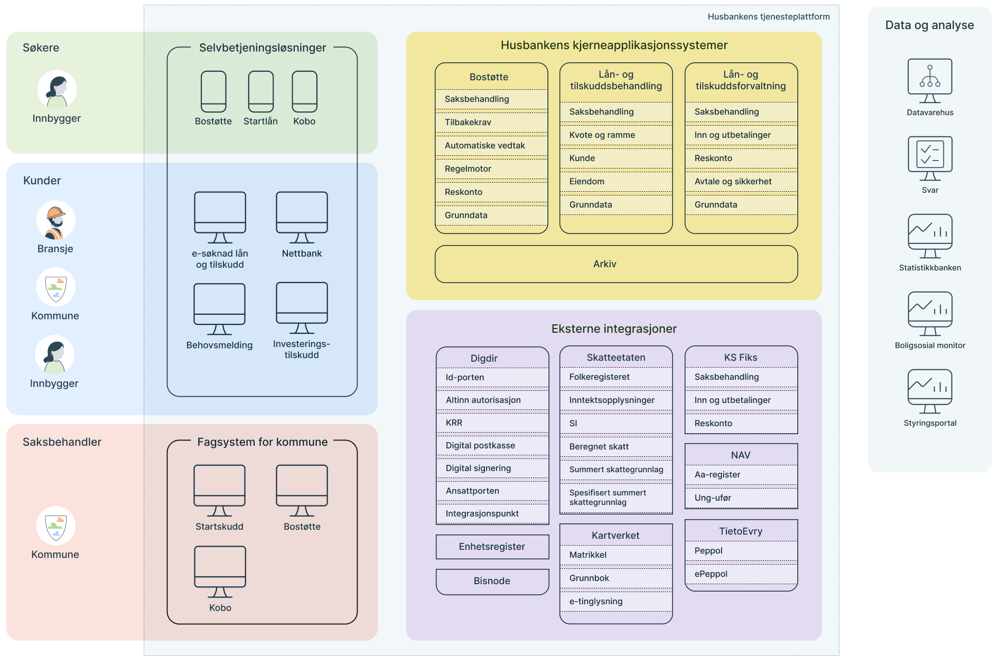 Husbankens tjenesteplattform
Søkere
Innbygger
Selvbetjeningsløsninger
Bostøtte
Startlån
Kobo
Kunder
Bransje
Kommune
Innbygger
e-søknad lån
og tilskudd
Nettbank
Behovsmelding
Investerings-
tilskudd
Saksbehandler
Kommune
Fagsystem for kommune
Startskudd
Bostøtte
Kobo
Husbankens kjerneapplikasjonssystemer
Bostøtte
Saksbehandling
Tilbakekrav
Automatiske vedtak
Regelmotor
Reskonto
Grunndata
Lån- og
tilskuddsbehandling
Saksbehandling
Kvote og ramme
Kunde
Eiendom
Grunndata
Lån- og
tilskuddsforvaltning
Saksbehandling
Inn og utbetalinger
Reskonto
Avtale og sikkerhet
Grunndata
Arkiv
Eksterne integrasjoner
Digdir
Id-porten
Altinn autorisasjon
KRR
Digital postkasse
Digital signering
Ansattporten
Integrasjonspunkt
Enhetsregister
Bisnode
Skatteetaten
Folkeregisteret
Inntektsopplysninger
SI
Beregnet skatt
Summert skattegrunnlag
Spesifisert summert
skattegrunnlag
Kartverket
Matrikkel
Grunnbok
e-tinglysning
KS Fiks
Saksbehandling
Inn og utbetalinger
Reskonto
NAV
Aa-register
Ung-ufør
TietoEvry
Peppol
ePeppol
Data og analyse
Datavarehus
Svar
Statistikkbanken
Boligsosial monitor
Styringsportal